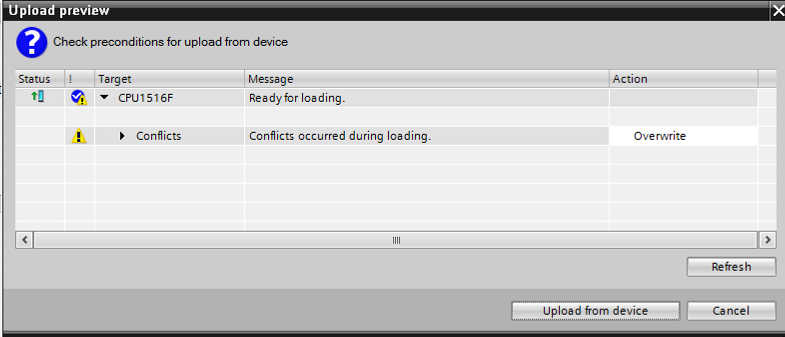 Upload preview
Check preconditions for upload from device
Status ! Target Message Action
CPU1516F Ready for loading.
Conflicts Conflicts occurred during loading. Overwrite
Refresh
Upload from device Cancel